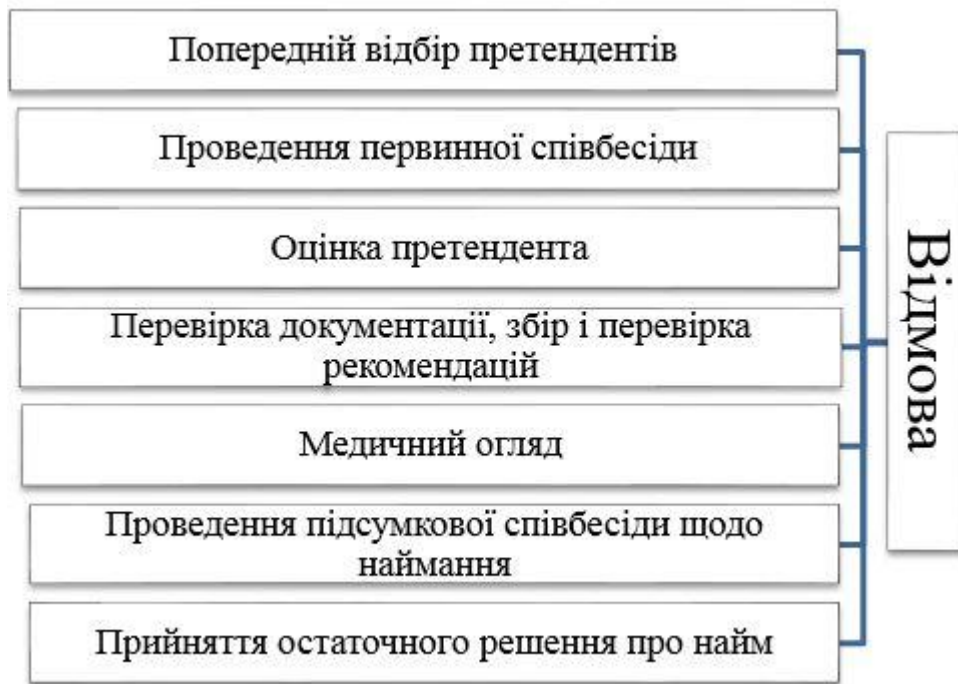 Попередній відбір претендентів
Проведення первинної співбесіди
Оцінка претендента
Перевірка документації, збір і перевірка
рекомендацій
Медичний огляд
Проведення підсумкової співбесіди щодо
наймання
Прийняття остаточного решення про найм
Відмова